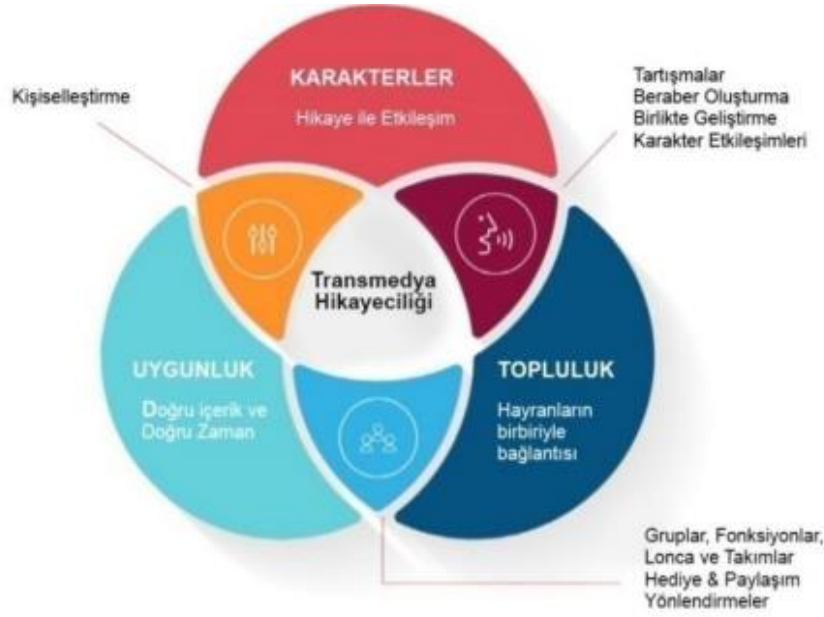 KARAKTERLER
Hikaye ile Etkileşim
Kişiselleştirme
Tartışmalar
Beraber Oluşturma
Birlikte Geliştirme
Karakter Etkileşimleri
Transmedya
Hikayeciliği
UYGUNLUK
Doğru içerik ve
Doğru Zaman
TOPLULUK
Hayranların
birbiriyle
bağlantısı
Gruplar, Fonksiyonlar,
Lonca ve Takımlar
Hediye & Paylaşım
Yönlendirmeler